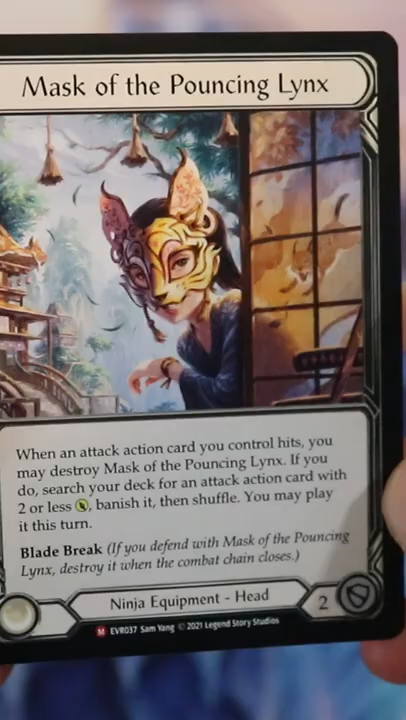 Mask of the Pouncing Lynx
When an attack action card you control hits, you
may destroy Mask of the Pouncing Lynx. If you
do, search your deck for an attack action card with
2 or less , banish it, then shuffle. You may play
it this turn.
Blade Break (If you defend with Mask of the Pouncing
Lynx, destroy it when the combat chain closes.)
Ninja Equipment - Head
2
M EVR037 Sam Yang © 2021 Legend Story Studios